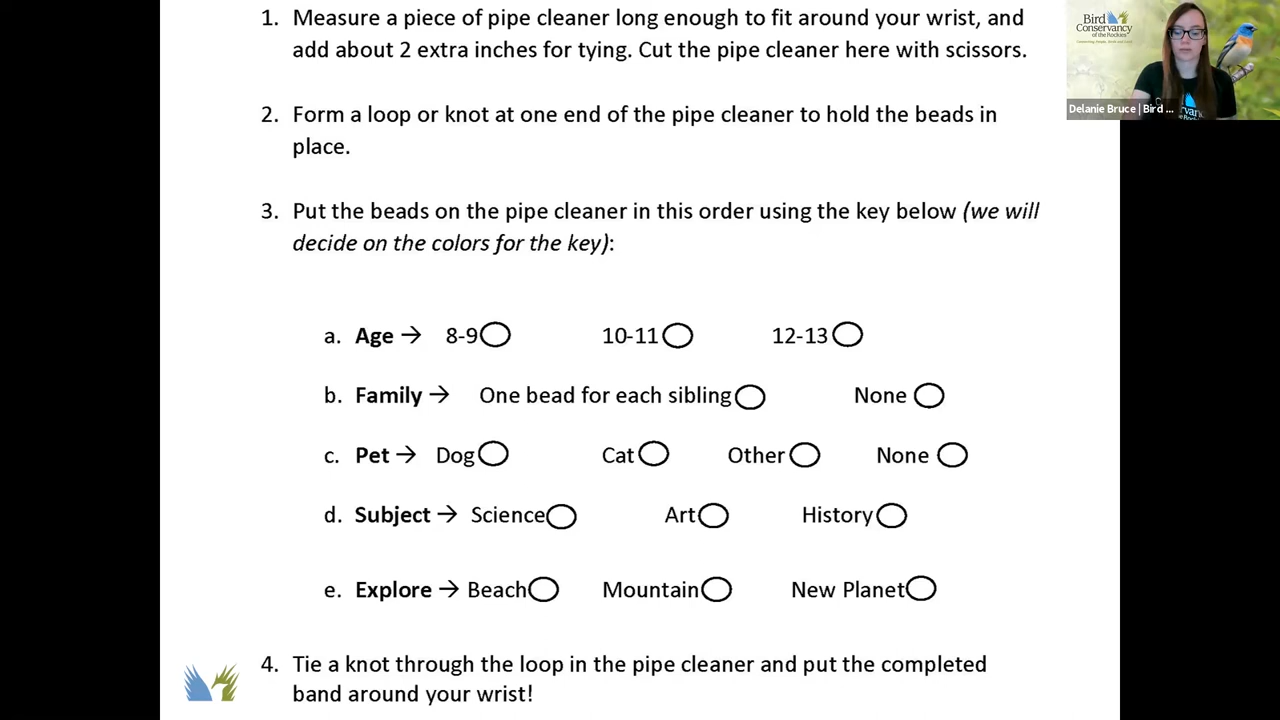 1. Measure a piece of pipe cleaner long enough to fit around your wrist, and
add about 2 extra inches for tying. Cut the pipe cleaner here with scissors.
2. Form a loop or knot at one end of the pipe cleaner to hold the beads in
place.
3. Put the beads on the pipe cleaner in this order using the key below (we will
decide on the colors for the key):
a. Age → 8-9 10-11 12-13
b. Family → One bead for each sibling None
c. Pet → Dog Cat Other None
d. Subject → Science Art History
e. Explore → Beach Mountain New Planet
4. Tie a knot through the loop in the pipe cleaner and put the completed
band around your wrist!
Bird
Conservancy
of the Rockies
Delanie Bruce | Bird ...